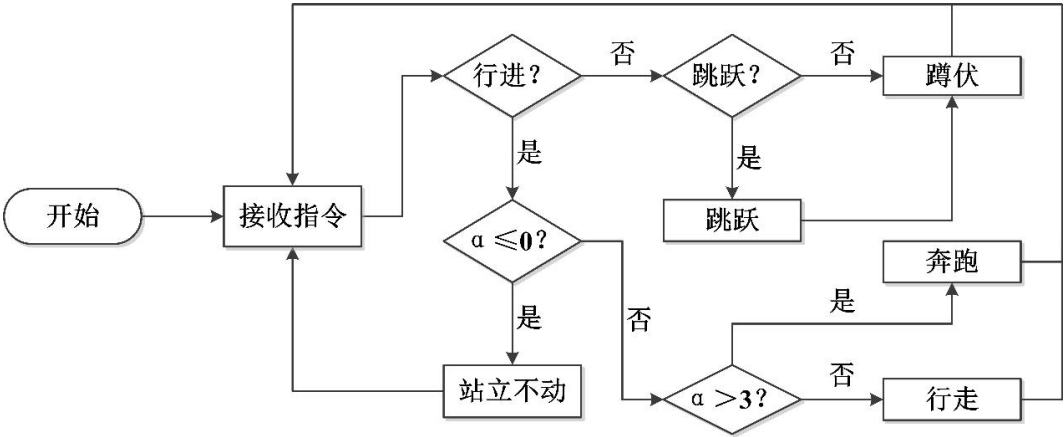 行进？
否
跳跃？
否
蹲伏
是
是
开始
接收指令
跳跃
α≤0？
奔跑
是
否
是
站立不动
α＞3？
否
行走